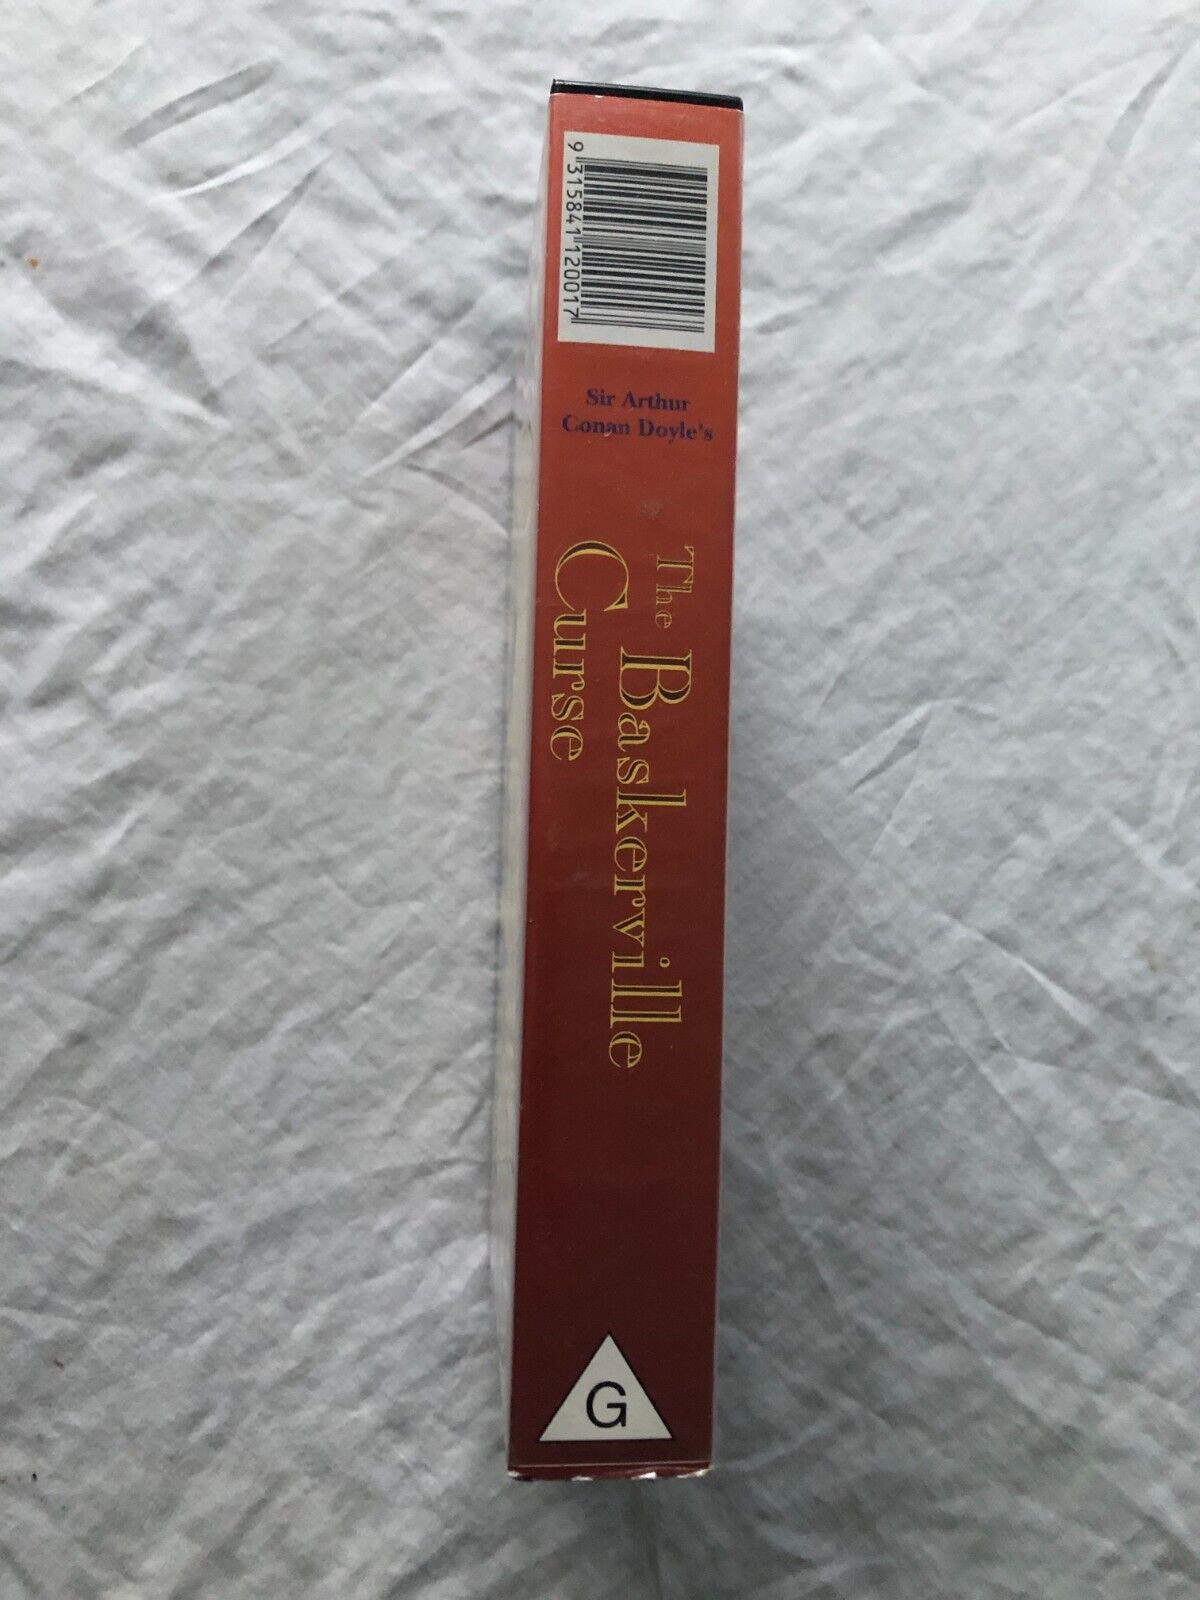 9 315841 120017
Sir Arthur
Conan Doyle's
The Baskerville
Curse
G